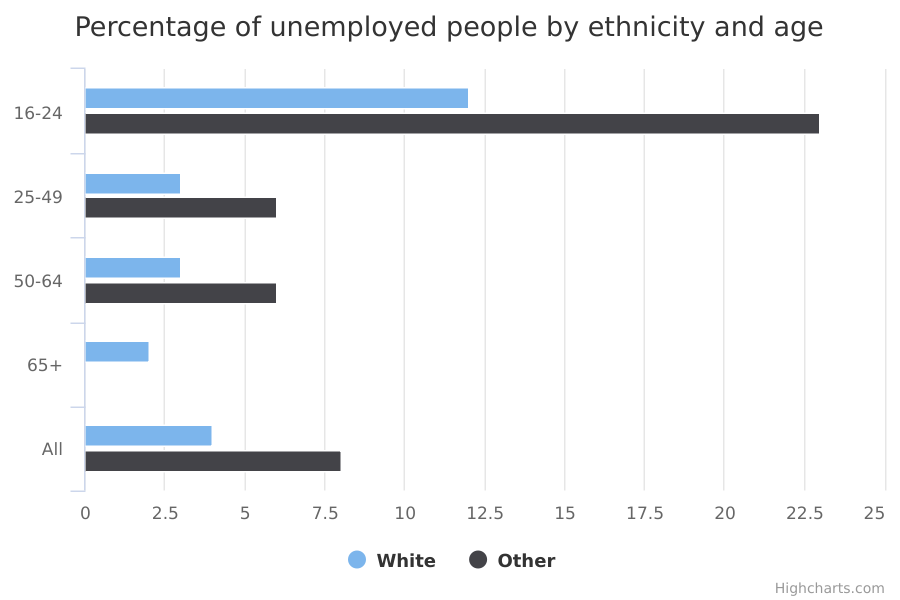 Percentage of unemployed people by ethnicity and age
16-24
25-49
50-64
65+
All
0 2.5 5 7.5 10 12.5 15 17.5 20 22.5 25
White Other
Highcharts.com